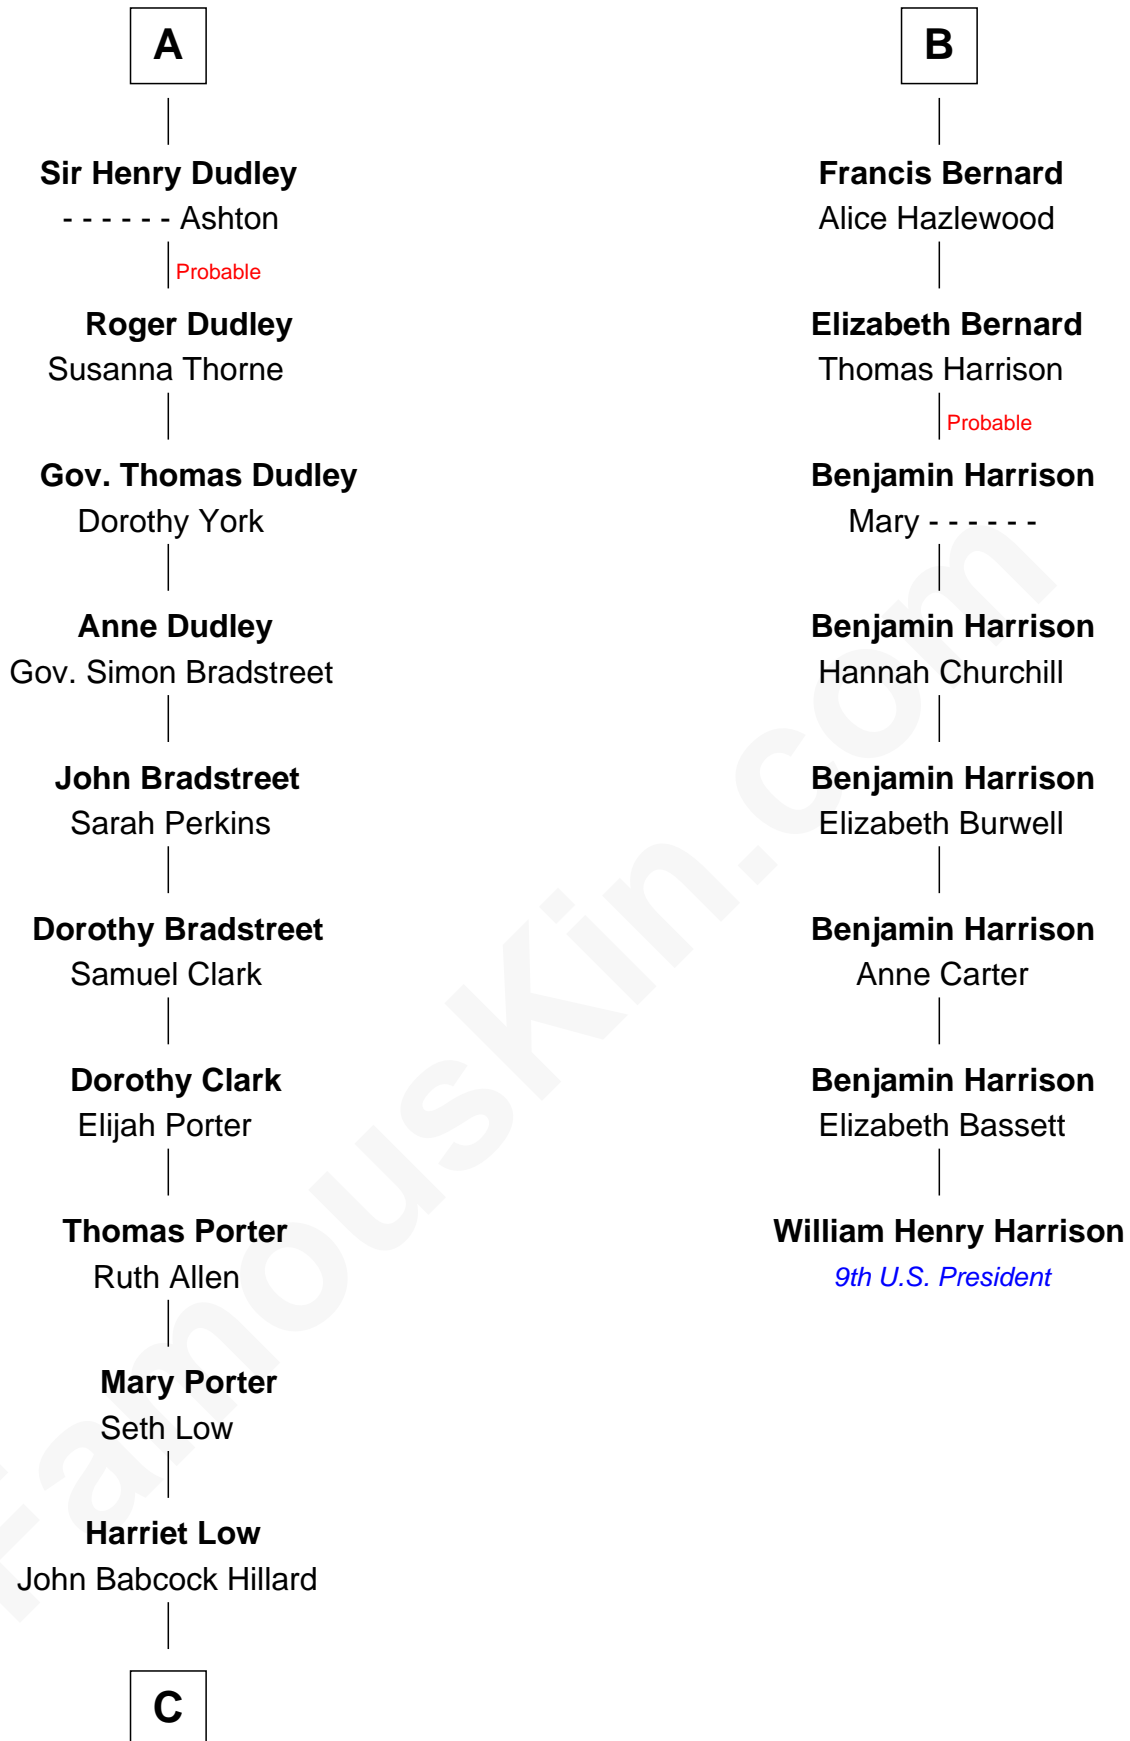 A
Sir Henry Dudley
- - - - - - Ashton
Probable
Roger Dudley
Susanna Thorne
Gov. Thomas Dudley
Dorothy York
Anne Dudley
Gov. Simon Bradstreet
John Bradstreet
Sarah Perkins
Dorothy Bradstreet
Samuel Clark
Dorothy Clark
Elijah Porter
Thomas Porter
Ruth Allen
Mary Porter
Seth Low
Harriet Low
John Babcock Hillard
C
B
Francis Bernard
Alice Hazlewood
Elizabeth Bernard
Thomas Harrison
Probable
Benjamin Harrison
Mary - - - - - -
Benjamin Harrison
Hannah Churchill
Benjamin Harrison
Elizabeth Burwell
Benjamin Harrison
Anne Carter
Benjamin Harrison
Elizabeth Bassett
William Henry Harrison
9th U.S. President
FamousKin.com